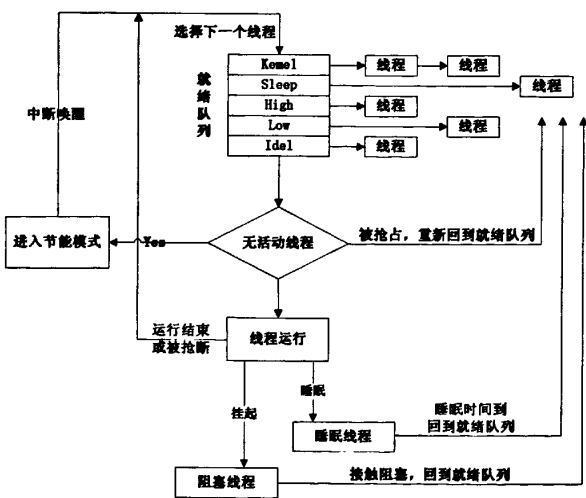 选择下一个线程
就绪队列
Kemel
线程
线程
Sleep
线程
High
线程
Low
线程
Idel
线程
中断唤醒
进入节能模式
Yes
无活动线程
被抢占，重新回到就绪队列
运行结束
或被抢断
线程运行
睡眠
挂起
睡眠线程
睡眠时间到
回到就绪队列
阻塞线程
接触阻塞，回到就绪队列